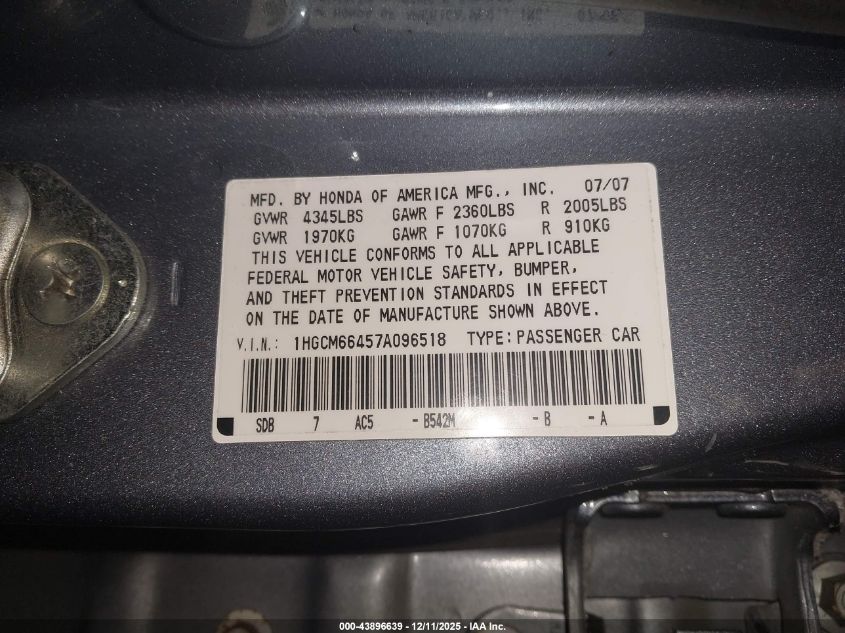 MFD. BY HONDA OF AMERICA MFG., INC. 07/07
GVWR 4345LBS GAWR F 2360LBS R 2005LBS
GVWR 1970KG GAWR F 1070KG R 910KG
THIS VEHICLE CONFORMS TO ALL APPLICABLE
FEDERAL MOTOR VEHICLE SAFETY, BUMPER,
AND THEFT PREVENTION STANDARDS IN EFFECT
ON THE DATE OF MANUFACTURE SHOWN ABOVE.
V.I.N.: 1HGCM66457A096518 TYPE: PASSENGER CAR
SDB 7 AC5 -B542M -B -A
000-43896639 - 12/11/2025 - IAA Inc.